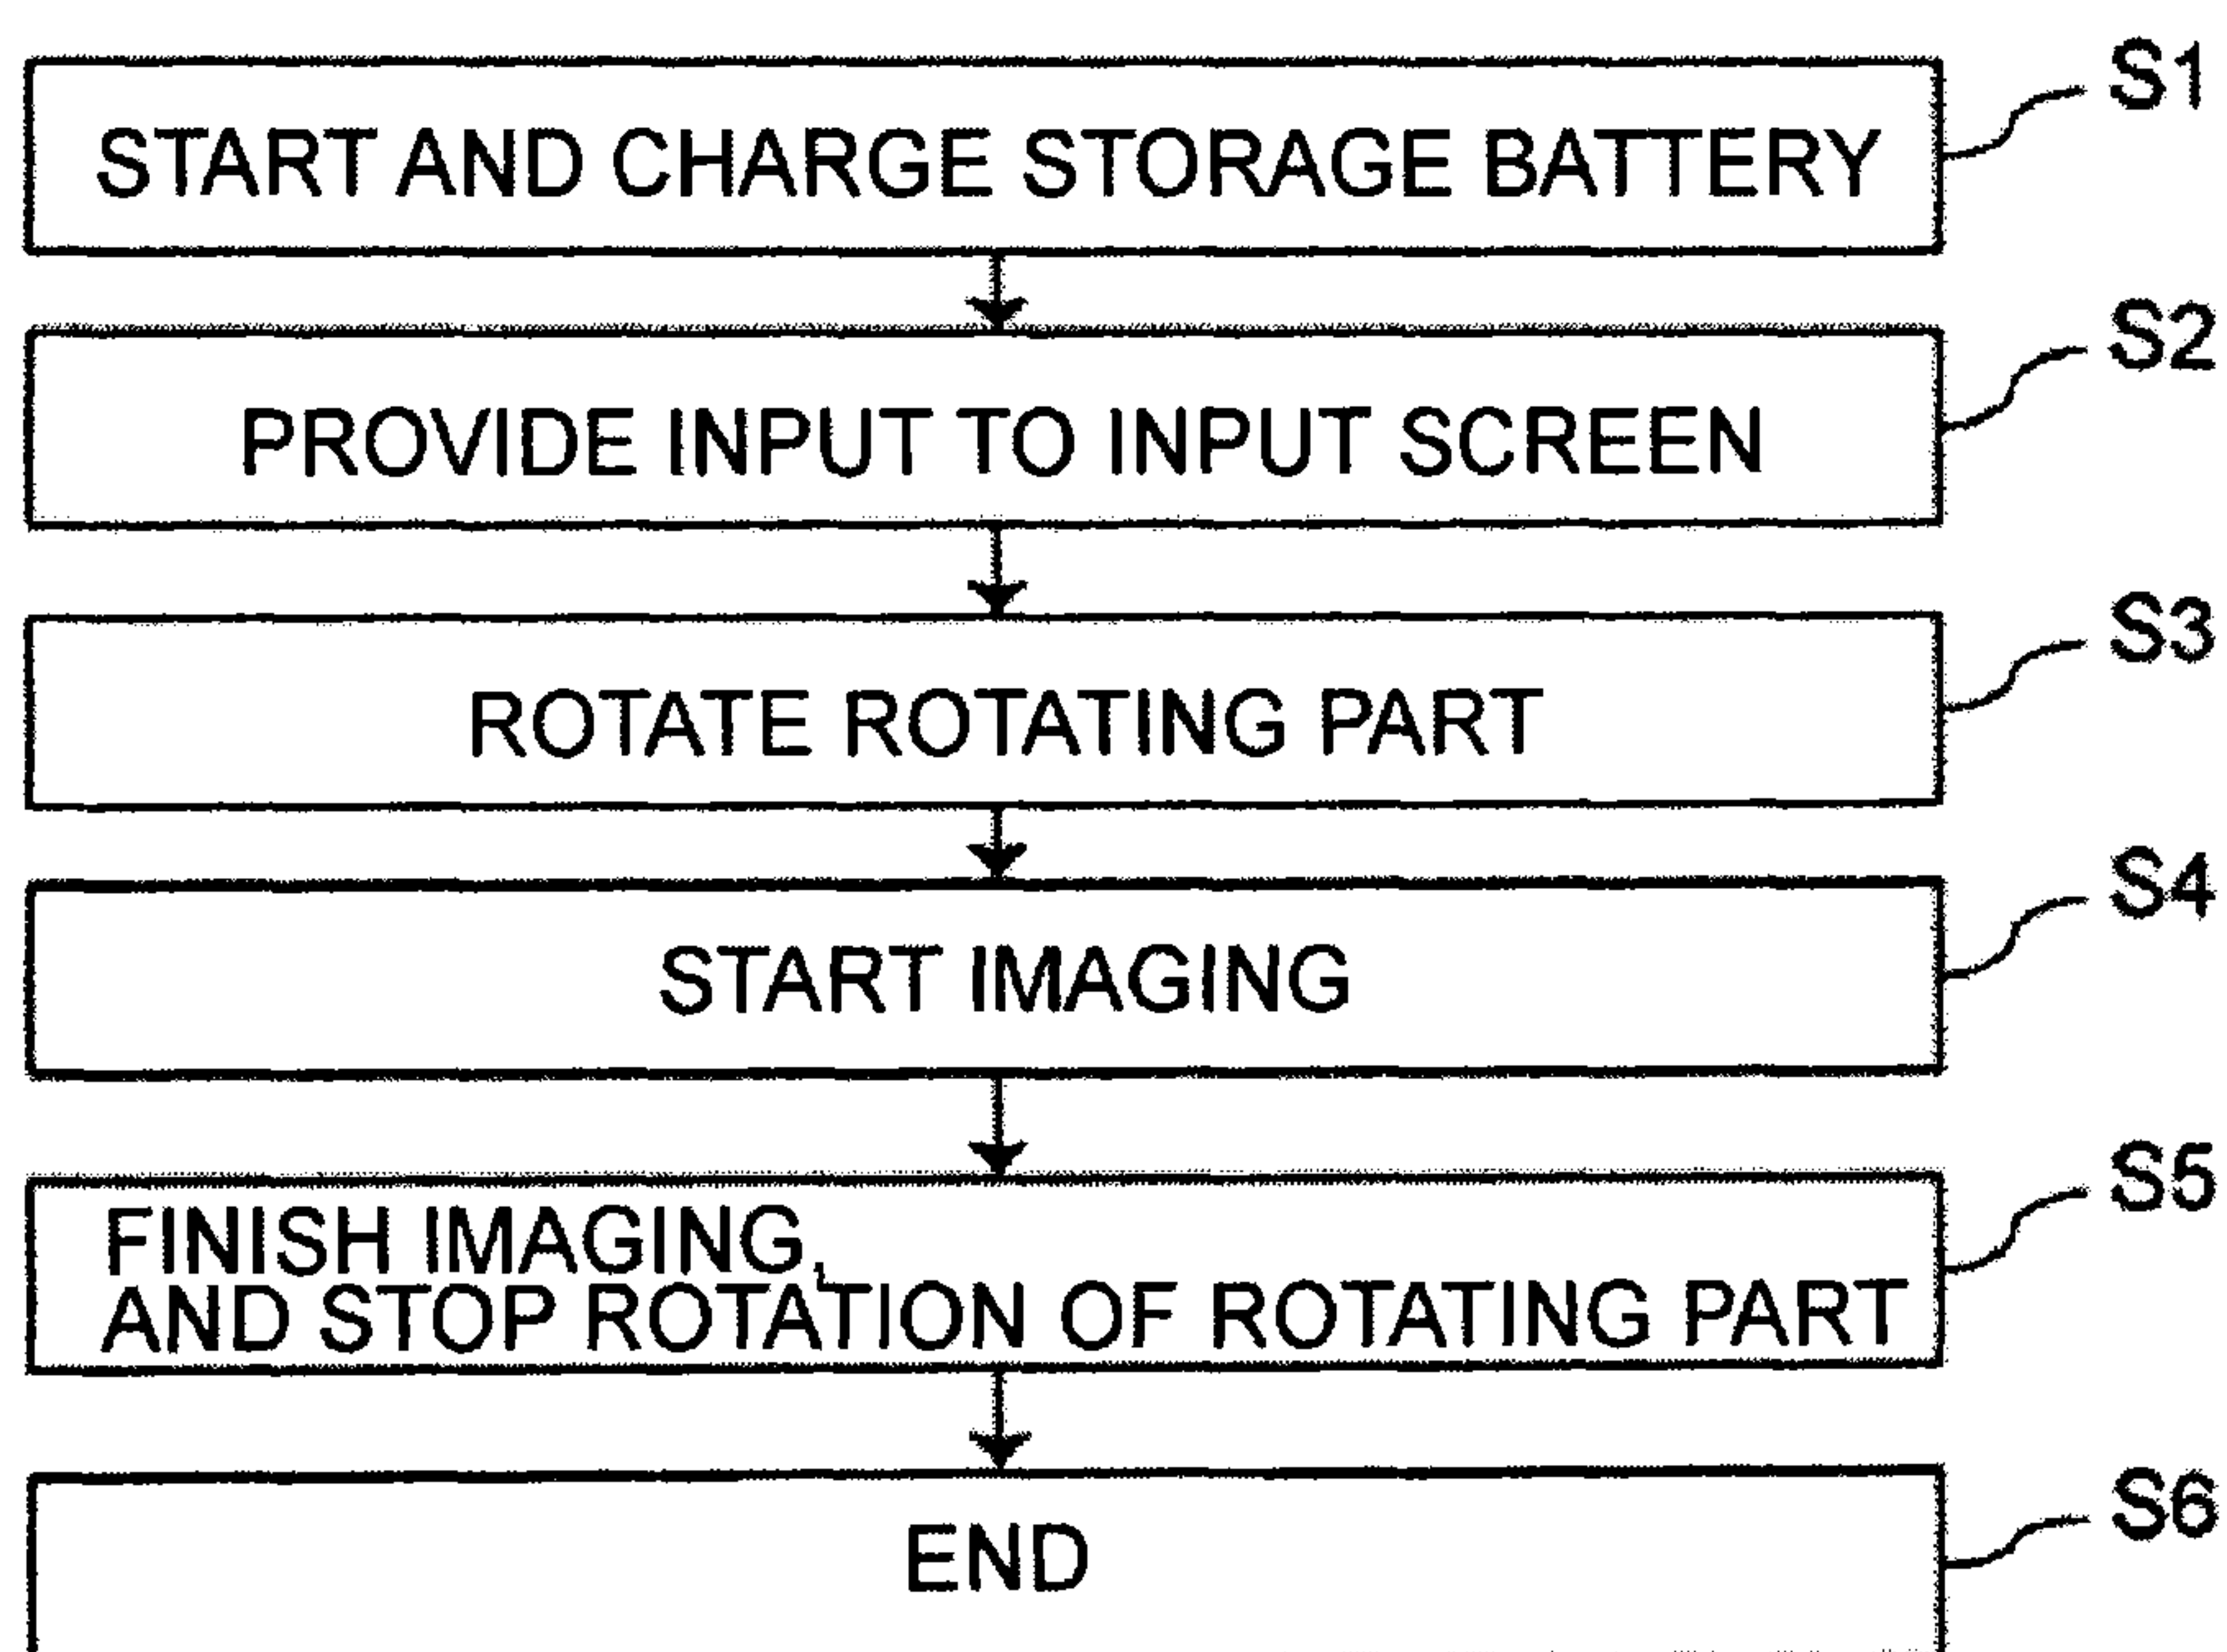 START AND CHARGE STORAGE BATTERY
S1
PROVIDE INPUT TO INPUT SCREEN
S2
ROTATE ROTATING PART
S3
START IMAGING
S4
FINISH IMAGING,
AND STOP ROTATION OF ROTATING PART
S5
END
S6